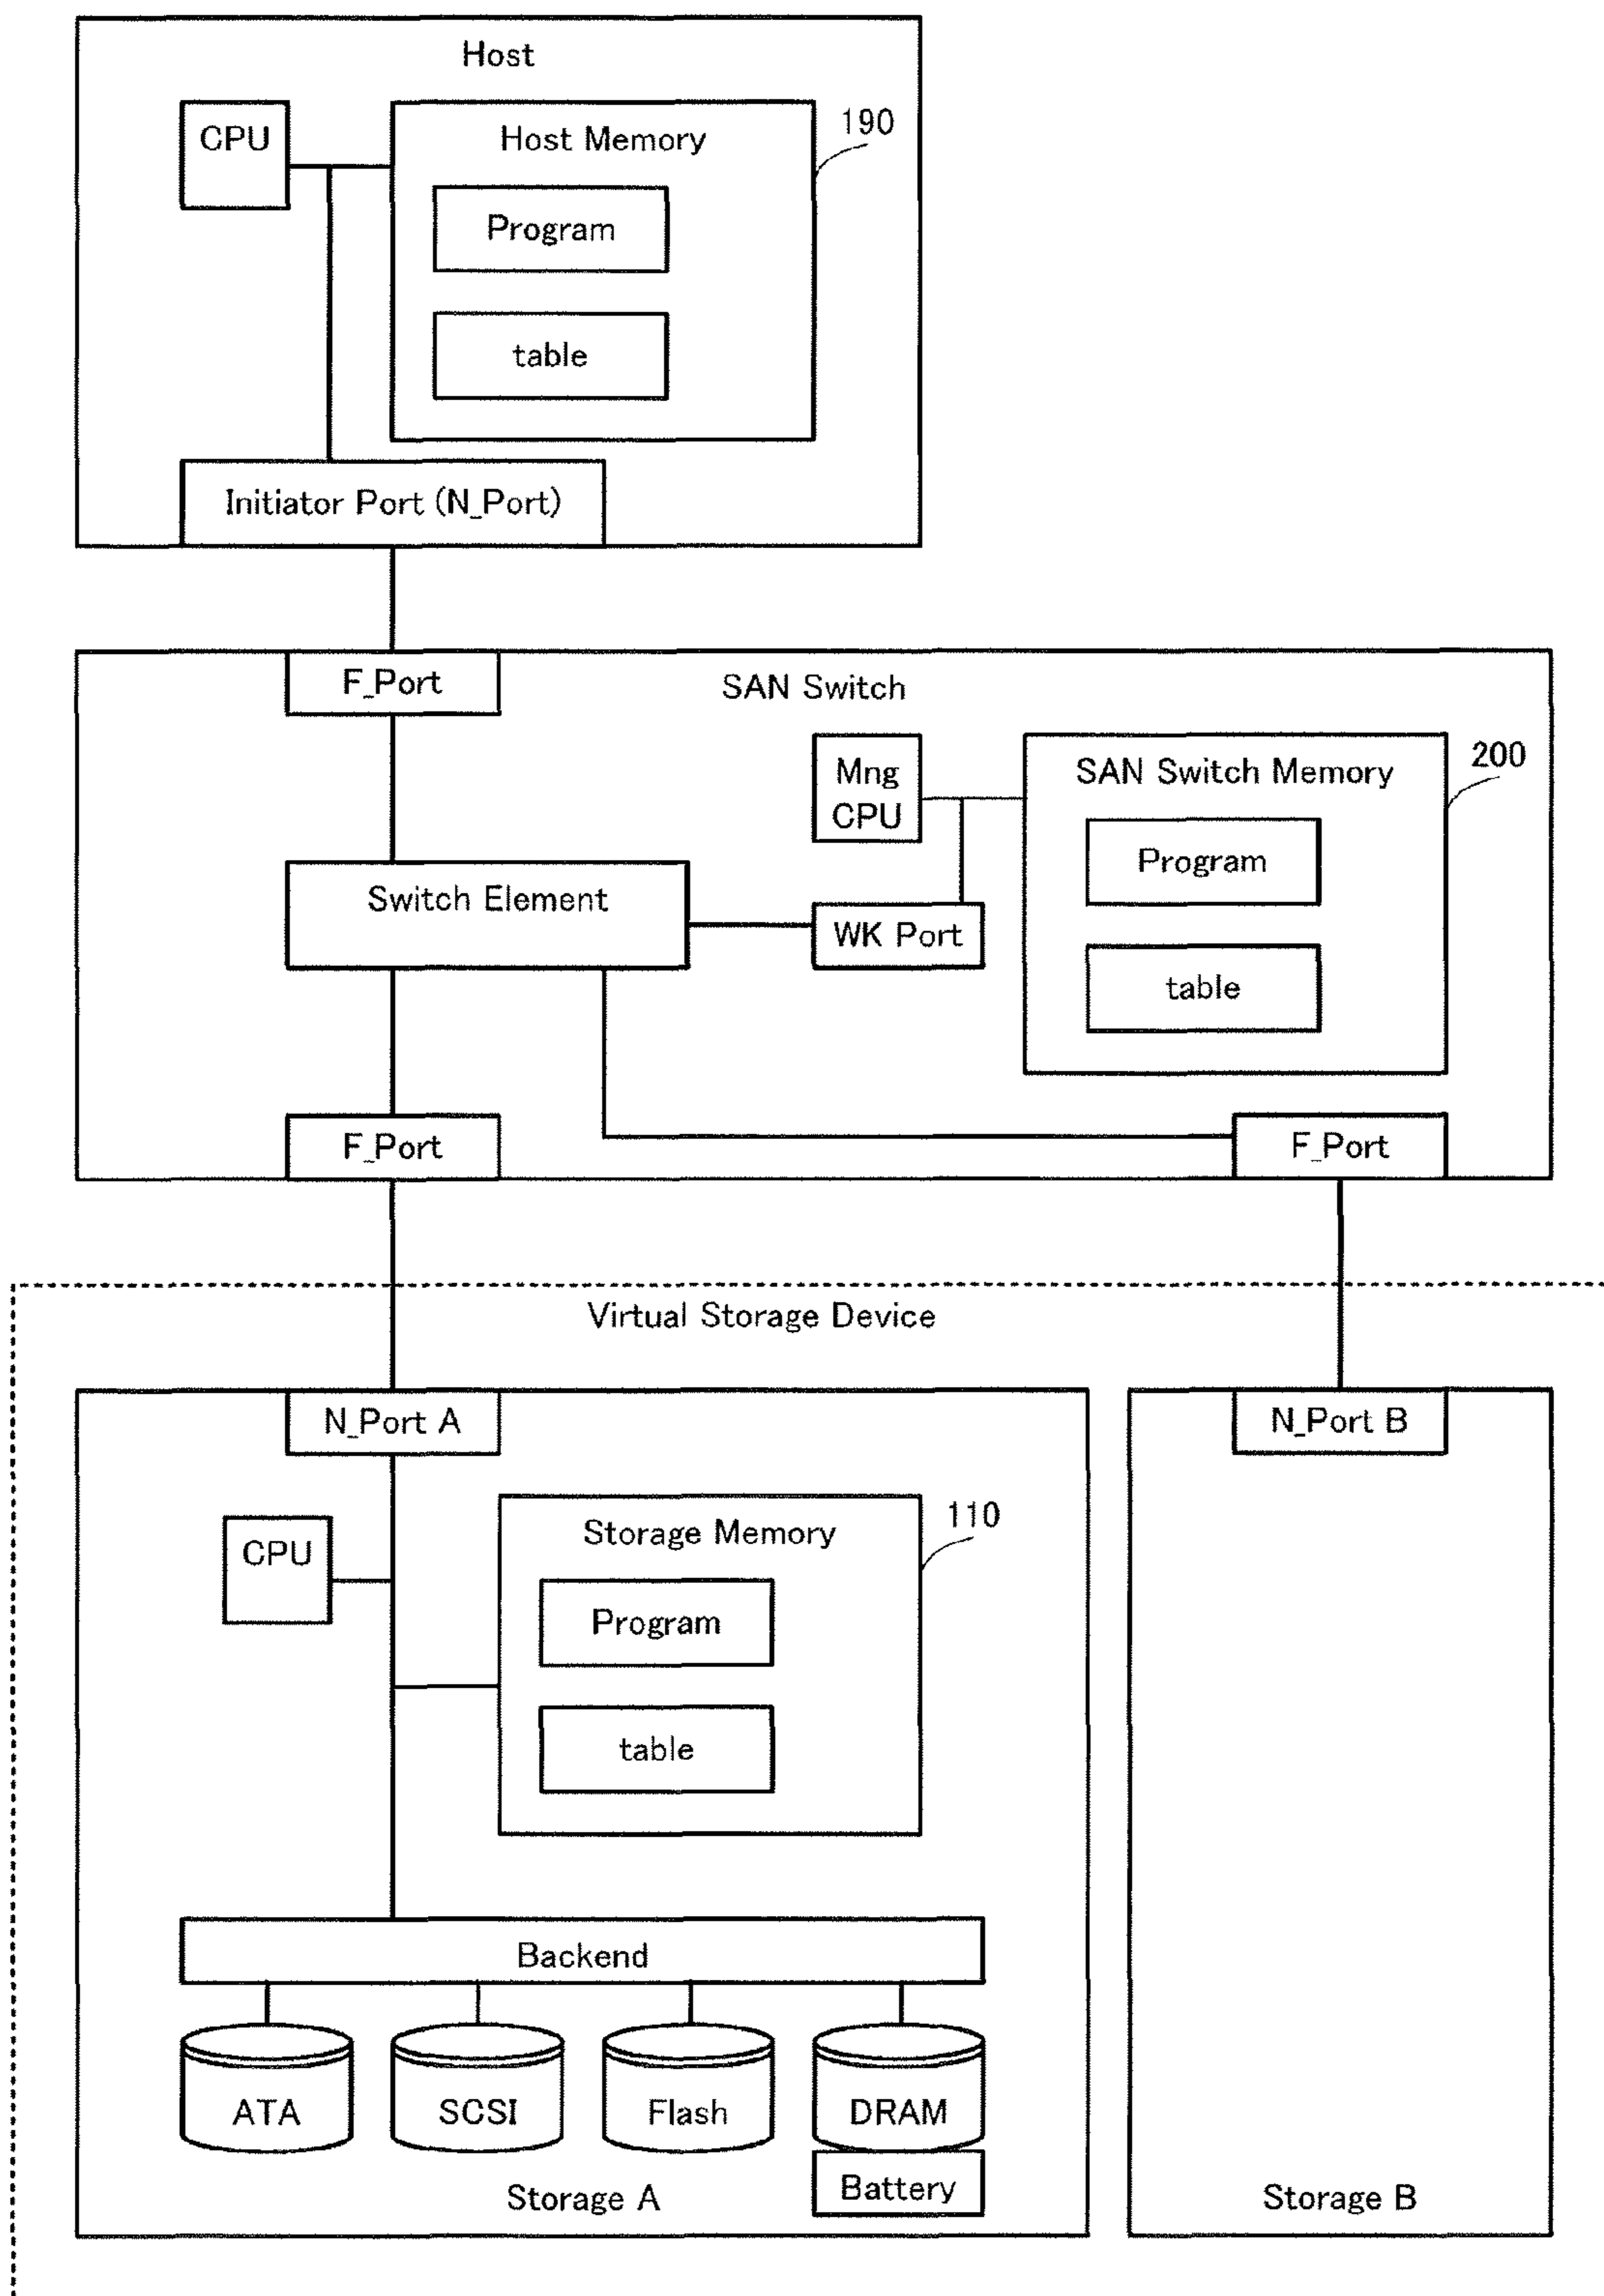 Host
CPU
Host Memory
190
Program
table
Initiator Port (N_Port)
F_Port
SAN Switch
Mng
CPU
SAN Switch Memory
200
Program
Switch Element
WK Port
table
F_Port
F_Port
Virtual Storage Device
N_Port A
N_Port B
CPU
Storage Memory
110
Program
table
Backend
ATA
SCSI
Flash
DRAM
Battery
Storage A
Storage B